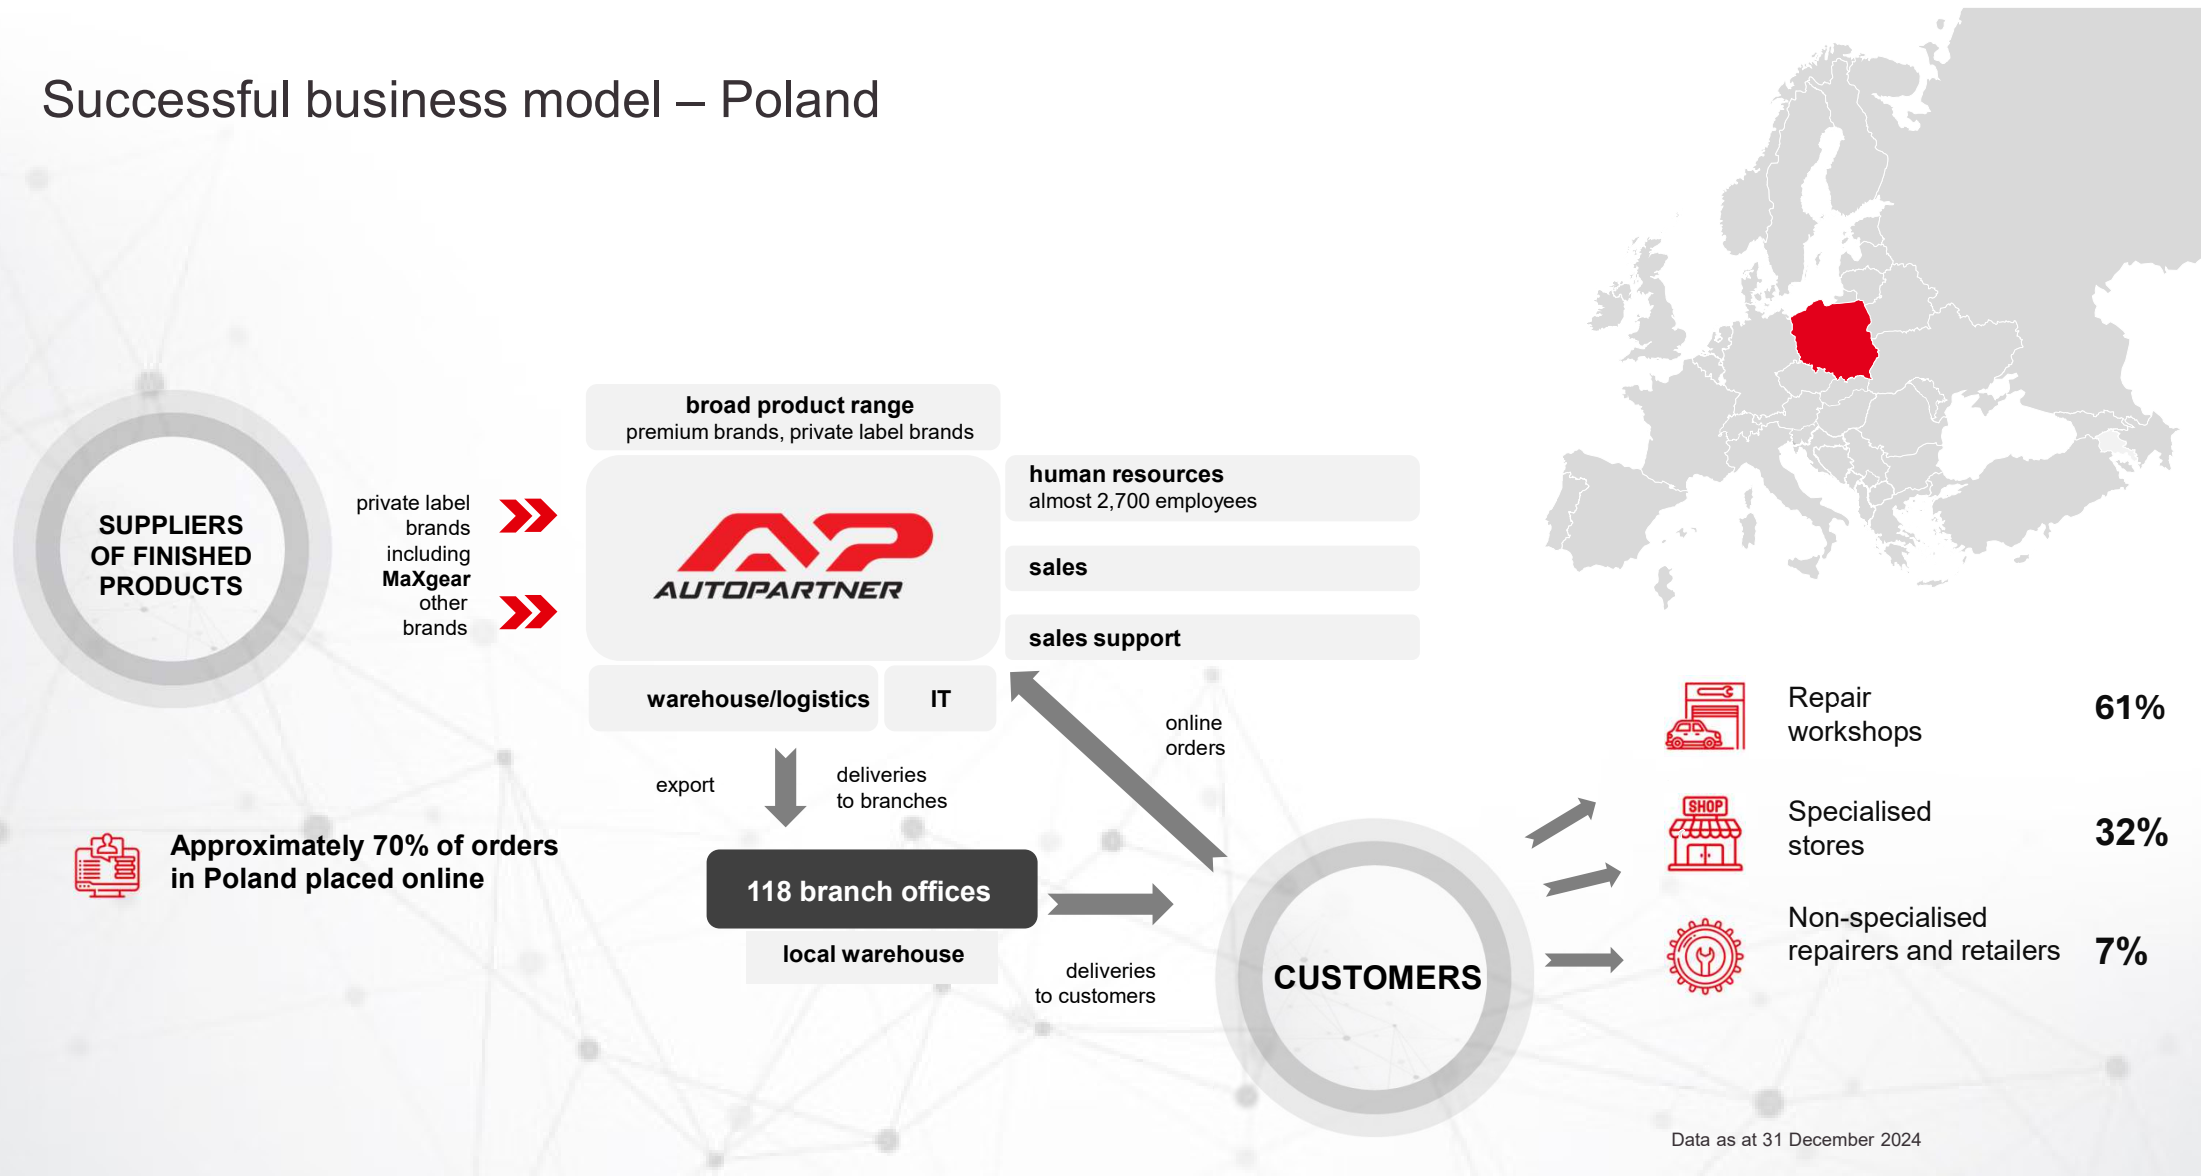 Successful business model – Poland
broad product range
premium brands, private label brands
SUPPLIERS
OF FINISHED
PRODUCTS
private label
brands
including
MaXgear
other
brands
AUTOPARTNER
human resources
almost 2,700 employees
sales
sales support
warehouse/logistics
IT
export
deliveries
to branches
online
orders
Approximately 70% of orders
in Poland placed online
118 branch offices
local warehouse
deliveries
to customers
CUSTOMERS
Repair
workshops
61%
SHOP
Specialised
stores
32%
Non-specialised
repairers and retailers
7%
Data as at 31 December 2024